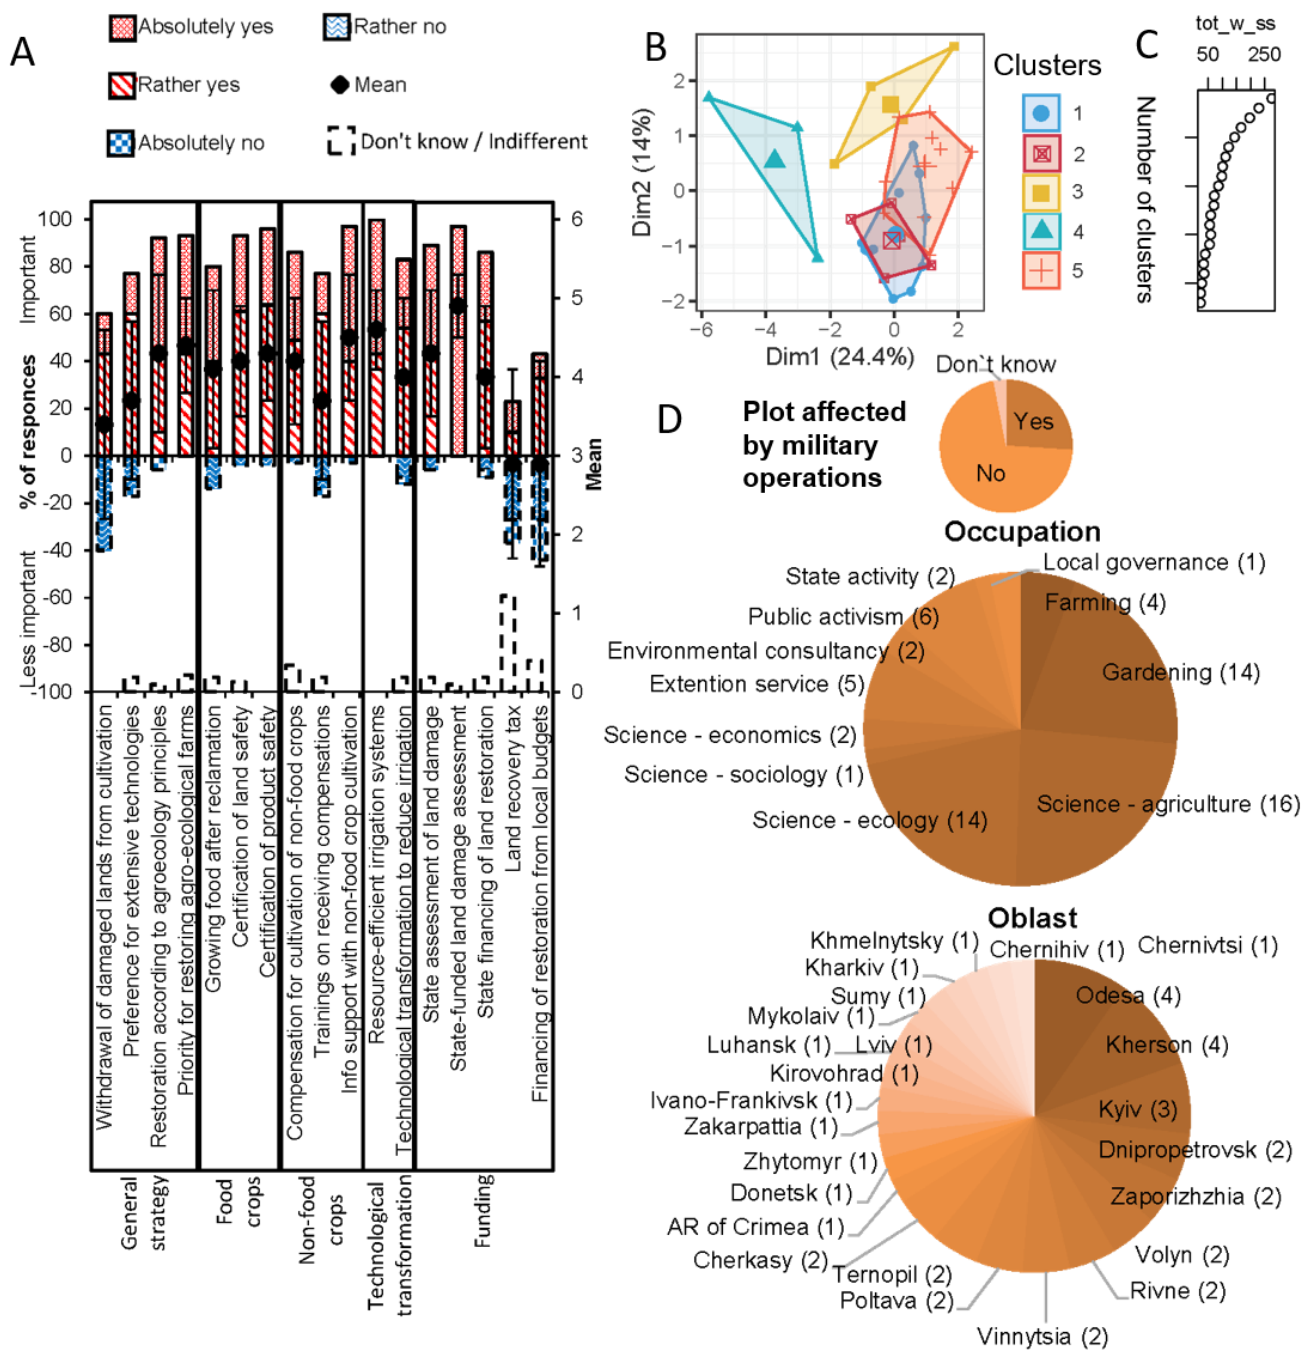 A
Absolutely yes
Rather no
Rather yes
Mean
Absolutely no
Don't know / Indifferent
100
80
60
40
20
0
-20
-40
-60
-80
-100
Important
% of responces
Less important
6
5
4
3
2
1
0
Mean
Withdrawal of damaged lands from cultivation
Preference for extensive technologies
Restoration according to agroecology principles
Priority for restoring agro-ecological farms
Growing food after reclamation
Certification of land safety
Certification of product safety
Compensation for cultivation of non-food crops
Trainings on receiving compensations
Info support with non-food crop cultivation
Resource-efficient irrigation systems
Technological transformation to reduce irrigation
State assessment of land damage
State-funded land damage assessment
State financing of land restoration
Land recovery tax
Financing of restoration from local budgets
General
strategy
Food
crops
Non-food
crops
Technological
transformation
Funding
B
Dim2 (14%)
2
1
0
−1
−2
−6
−4
−2
0
2
Dim1 (24.4%)
Clusters
1
2
3
4
5
C
tot_w_ss
50
250
Number of clusters
D
Plot affected
by military
operations
Don`t know
Yes
No
Occupation
Local governance (1)
State activity (2)
Farming (4)
Public activism (6)
Environmental consultancy (2)
Gardening (14)
Extention service (5)
Science - economics (2)
Science - sociology (1)
Science - agriculture (16)
Science - ecology (14)
Oblast
Khmelnytsky (1)
Chernihiv (1)
Chernivtsi (1)
Kharkiv (1)
Sumy (1)
Odesa (4)
Mykolaiv (1)
Luhansk (1)
Lviv (1)
Kherson (4)
Kirovohrad (1)
Ivano-Frankivsk (1)
Kyiv (3)
Zakarpattia (1)
Dnipropetrovsk (2)
Zhytomyr (1)
Donetsk (1)
Zaporizhzhia (2)
AR of Crimea (1)
Cherkasy (2)
Volyn (2)
Ternopil (2)
Rivne (2)
Poltava (2)
Vinnytsia (2)